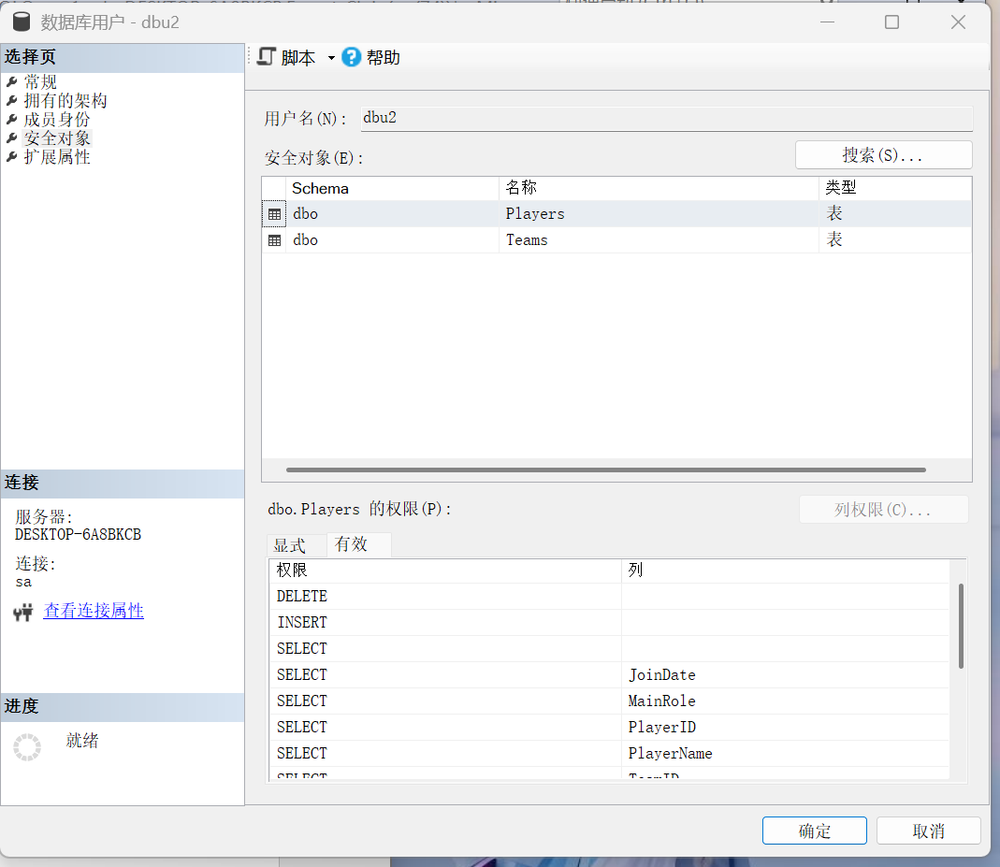 数据库用户 - dbu2
选择页
常规
拥有的架构
成员身份
安全对象
扩展属性
脚本 帮助
用户名(N): dbu2
安全对象(E):
搜索(S)...
Schema 名称 类型
dbo Players 表
dbo Teams 表
连接
服务器:
DESKTOP-6A8BKCB
连接:
sa
查看连接属性
进度
就绪
dbo.Players 的权限(P):
列权限(C)...
显式 有效
权限 列
DELETE
INSERT
SELECT
SELECT JoinDate
SELECT MainRole
SELECT PlayerID
SELECT PlayerName
SELECT TeamID
确定 取消